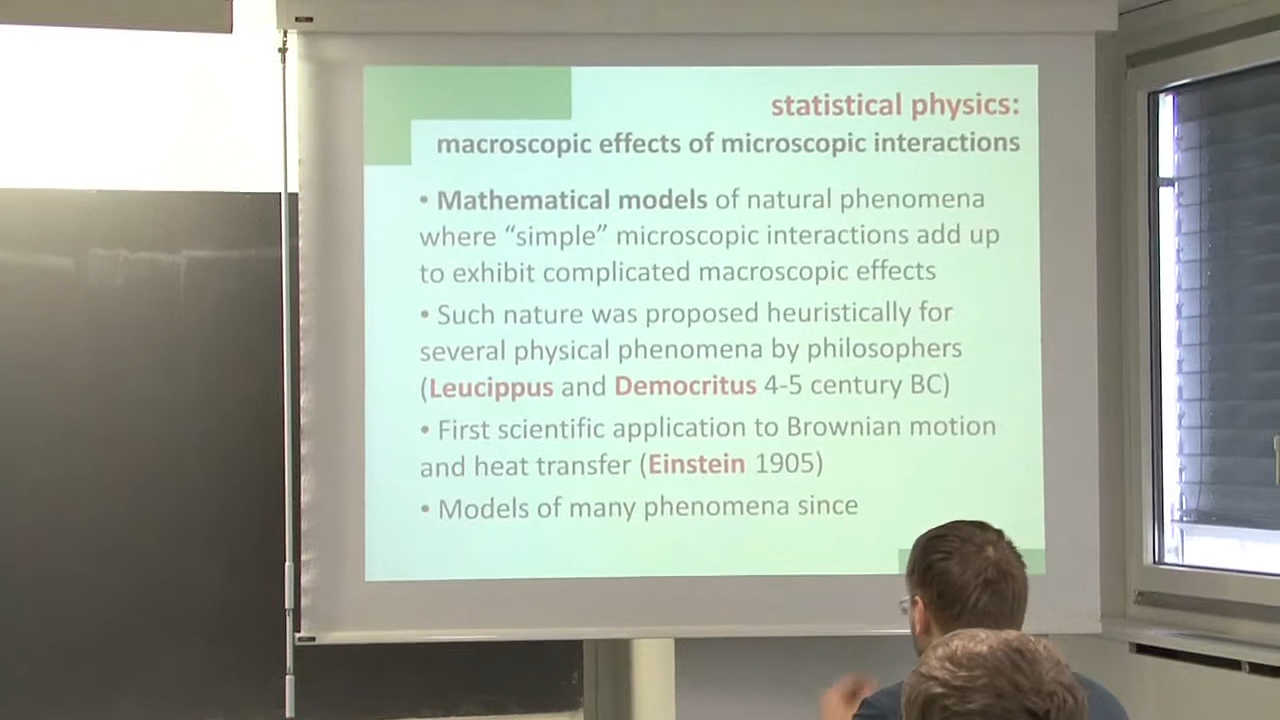 statistical physics:
macroscopic effects of microscopic interactions
• Mathematical models of natural phenomena
where “simple” microscopic interactions add up
to exhibit complicated macroscopic effects
• Such nature was proposed heuristically for
several physical phenomena by philosophers
(Leucippus and Democritus 4-5 century BC)
• First scientific application to Brownian motion
and heat transfer (Einstein 1905)
• Models of many phenomena since